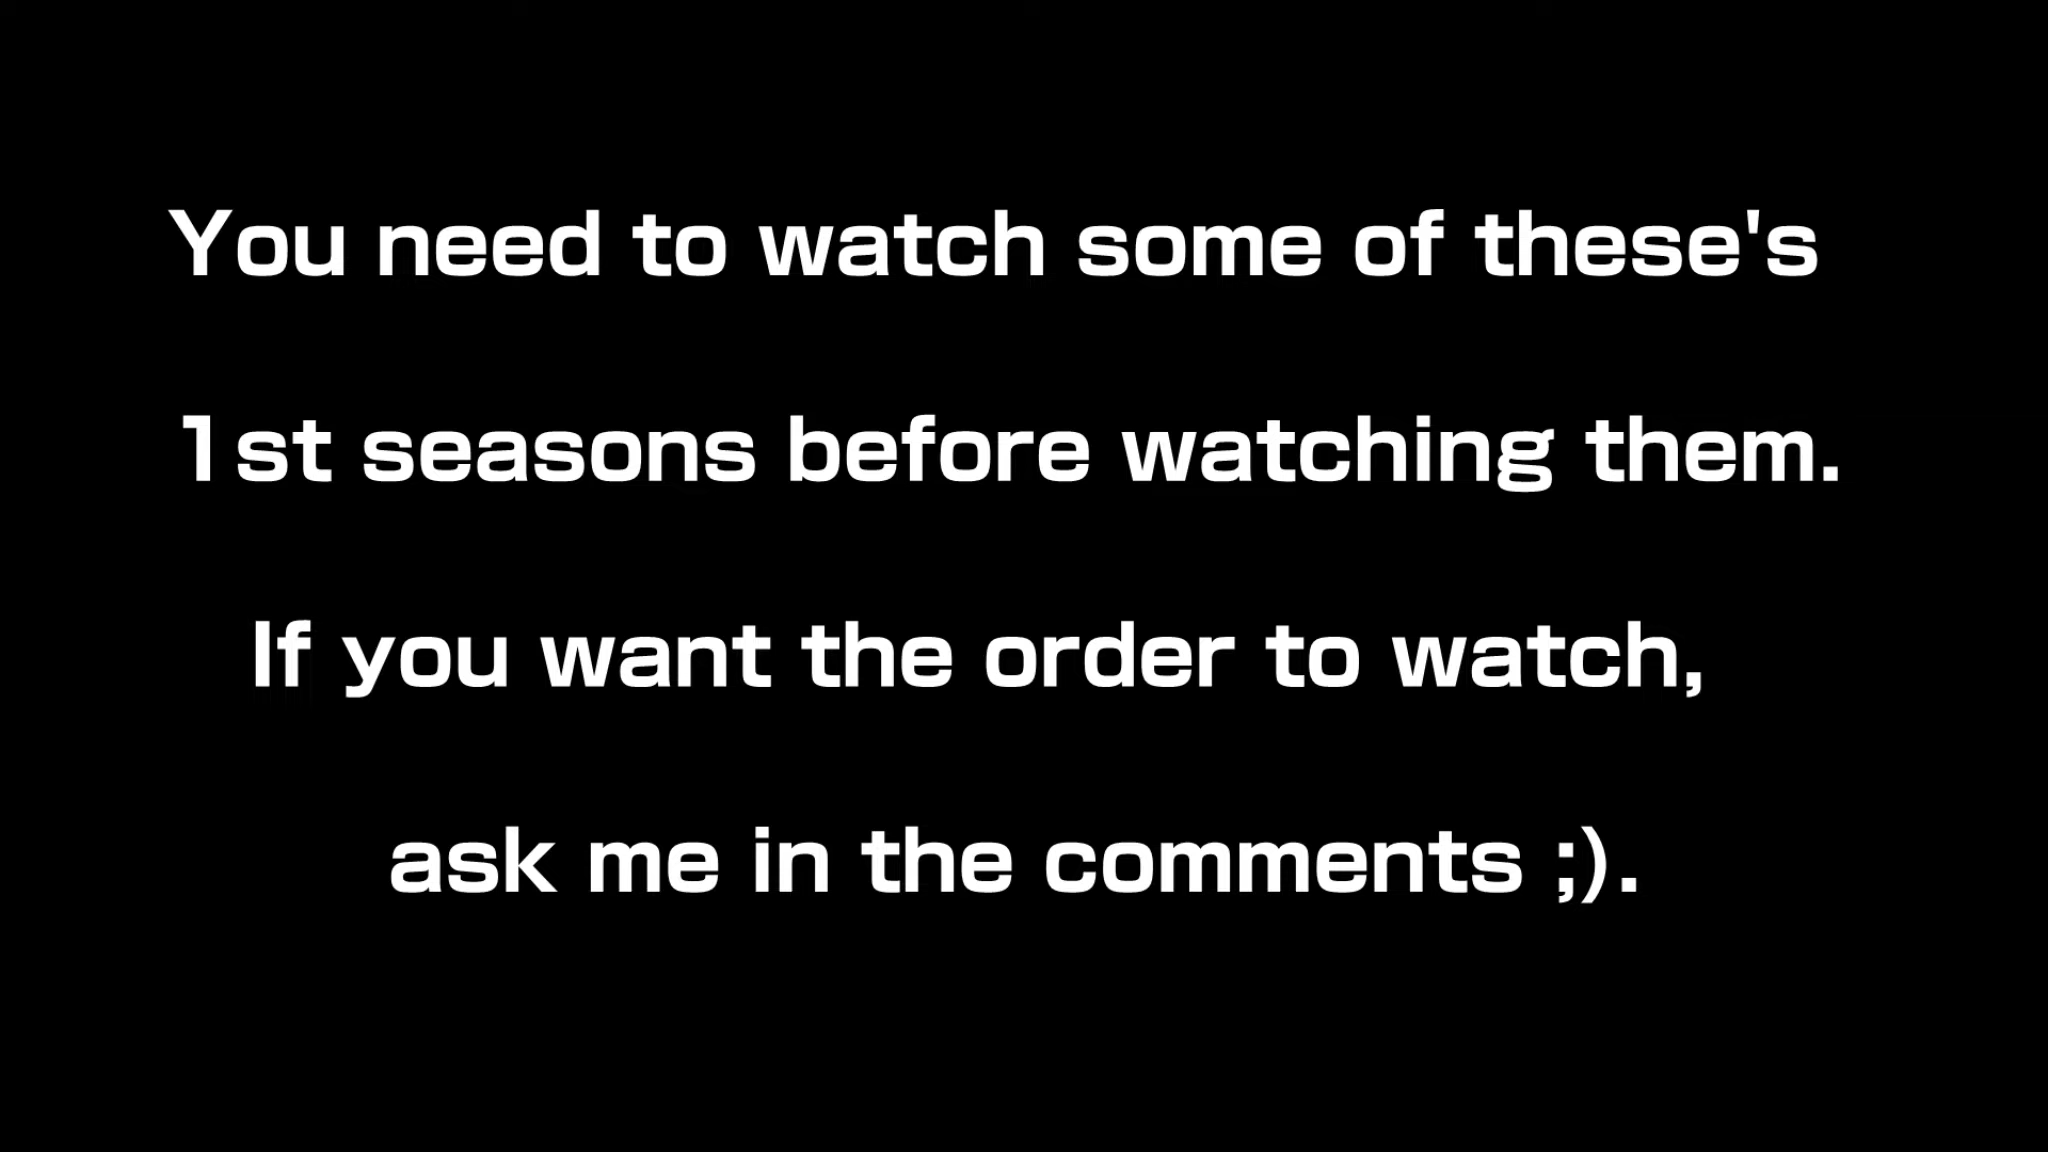 You need to watch some of these's
1st seasons before watching them.
If you want the order to watch,
ask me in the comments ;).